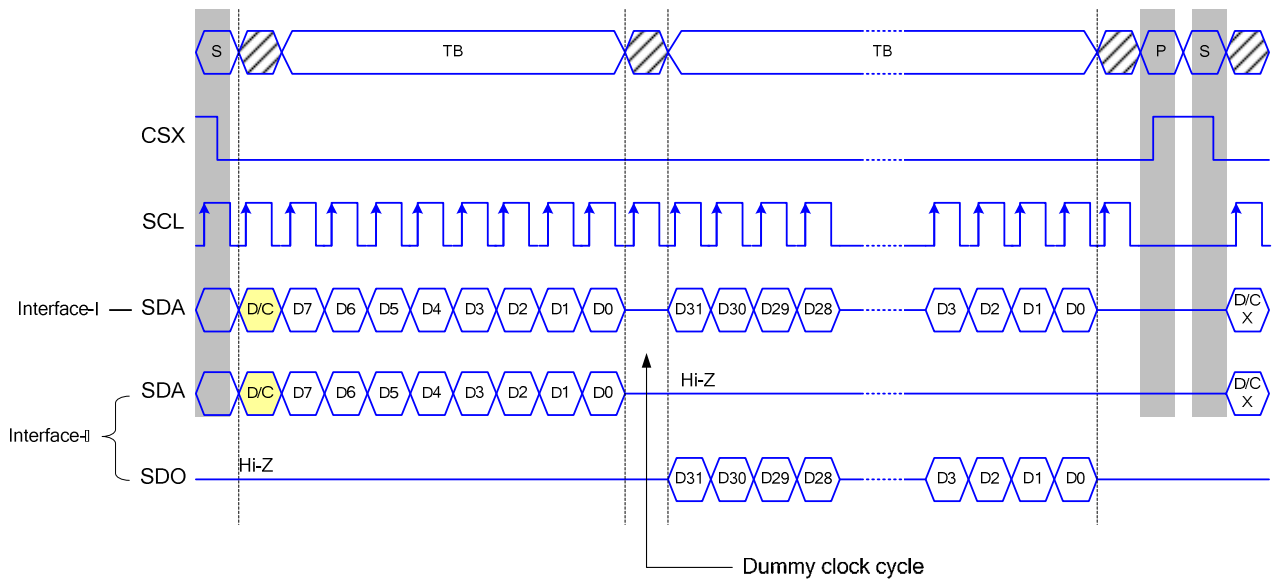 S TB TB P S
CSX
SCL
Interface-I SDA D/C D7 D6 D5 D4 D3 D2 D1 D0 D31 D30 D29 D28 D3 D2 D1 D0 D/C X
SDA D/C D7 D6 D5 D4 D3 D2 D1 D0 Hi-Z D/C X
Interface-▯
SDO Hi-Z D31 D30 D29 D28 D3 D2 D1 D0
Dummy clock cycle